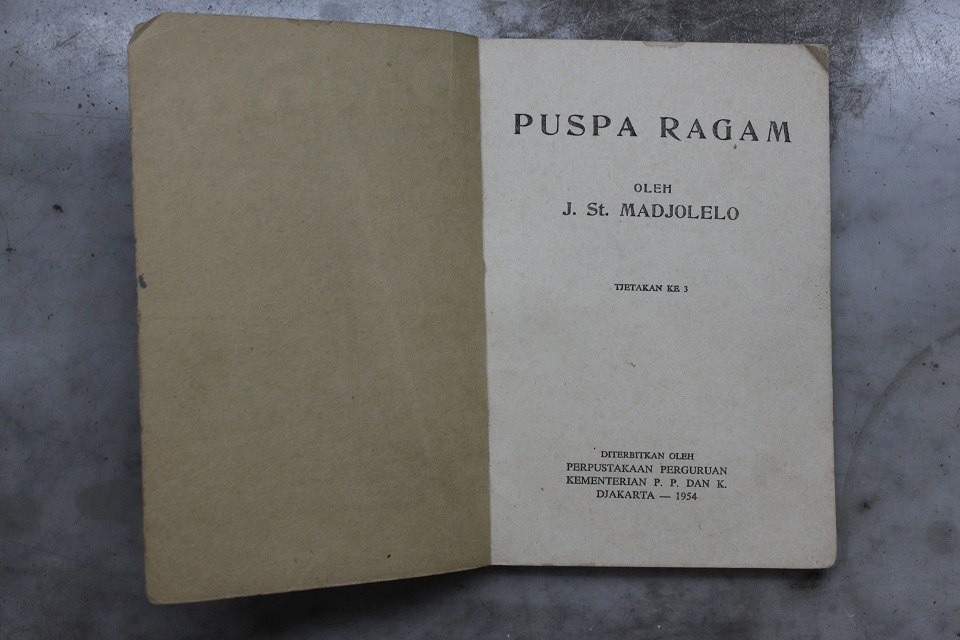 PUSPA RAGAM
OLEH
J. St. MADJOLELO
TJETAKAN KE 3
DITERBITKAN OLEH
PERPUSTAKAAN PERGURUAN
KEMENTERIAN P. P. DAN K.
DJAKARTA — 1954